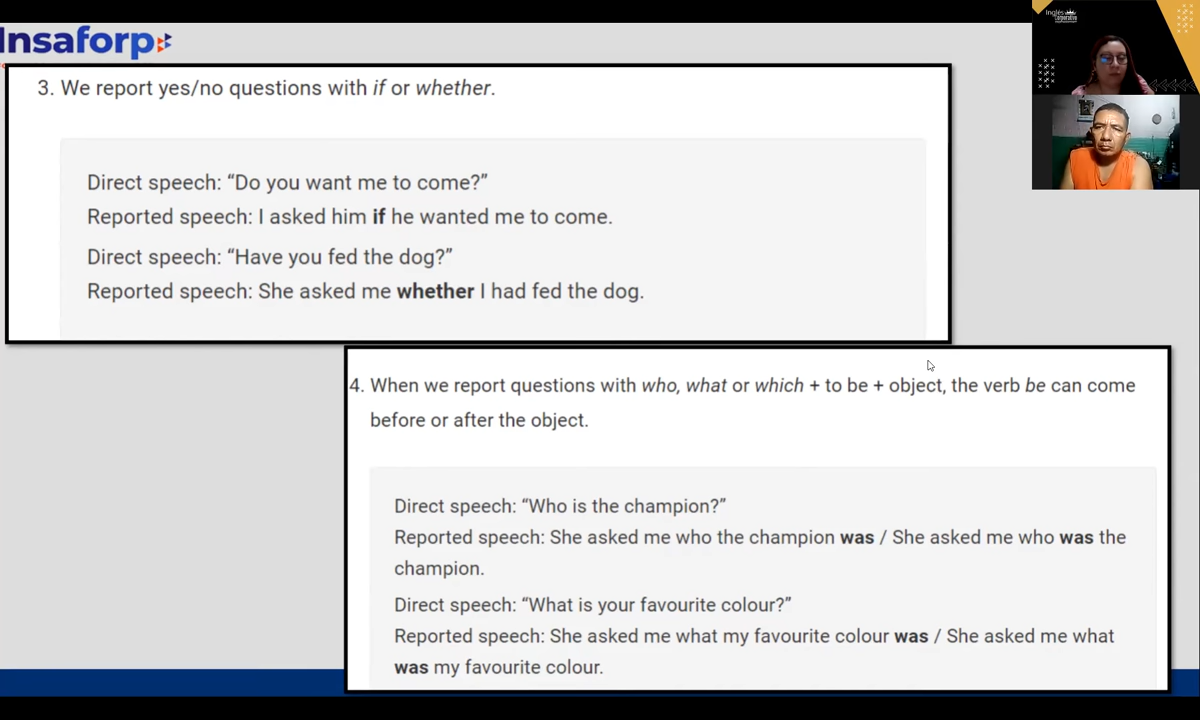 Insaforp
Inglés
Corporativo
3. We report yes/no questions with if or whether.
Direct speech: “Do you want me to come?”
Reported speech: I asked him if he wanted me to come.
Direct speech: “Have you fed the dog?”
Reported speech: She asked me whether I had fed the dog.
4. When we report questions with who, what or which + to be + object, the verb be can come
before or after the object.
Direct speech: “Who is the champion?”
Reported speech: She asked me who the champion was / She asked me who was the
champion.
Direct speech: “What is your favourite colour?”
Reported speech: She asked me what my favourite colour was / She asked me what
was my favourite colour.